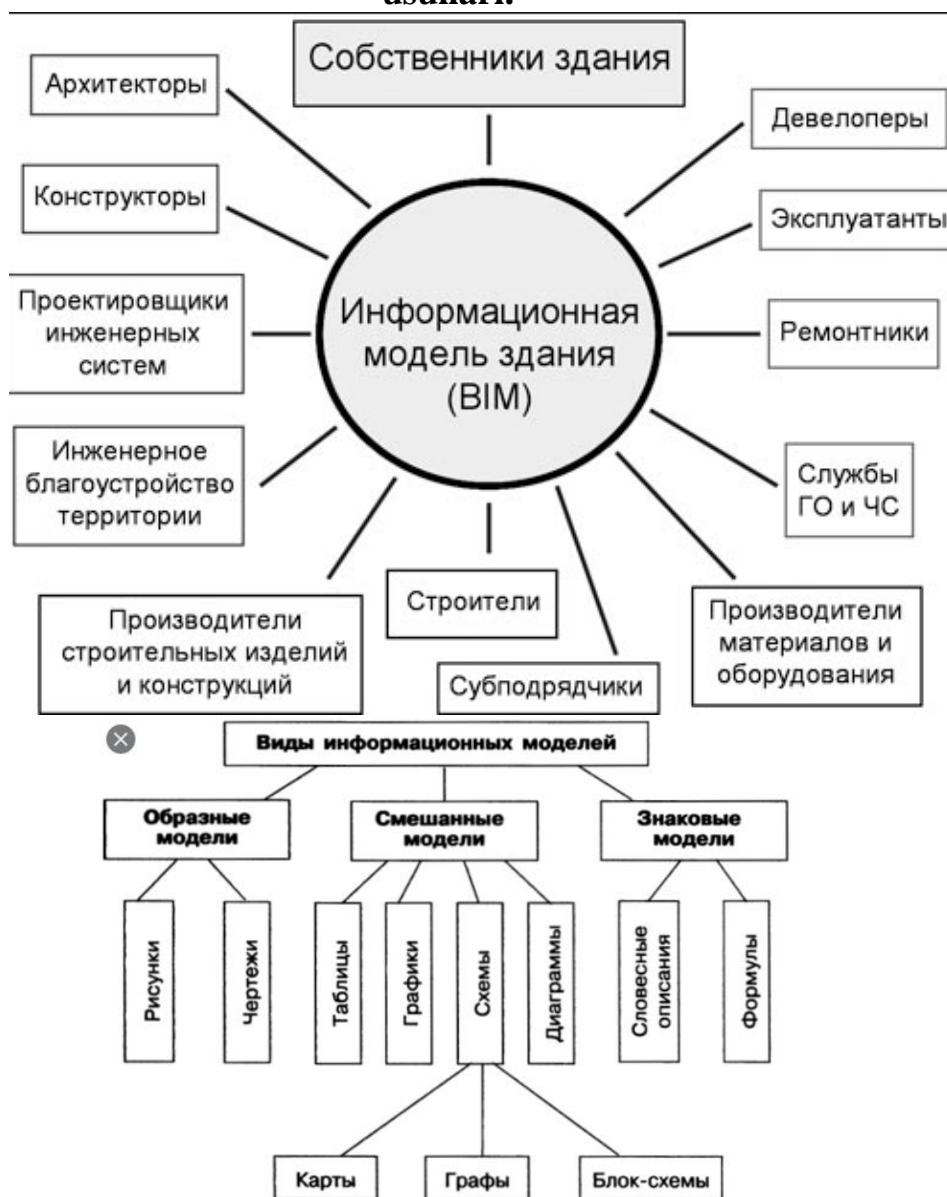 usunari.
Собственники здания
Архитекторы
Девелоперы
Конструкторы
Эксплуатанты
Проектировщики
инженерных
систем
Информационная
модель здания
(BIM)
Ремонтники
Инженерное
благоустройство
территории
Службы
ГО и ЧС
Производители
строительных изделий
и конструкций
Строители
Субподрядчики
Производители
материалов и
оборудования
Виды информационных моделей
Образные
модели
Смешанные
модели
Знаковые
модели
Рисунки
Чертежи
Таблицы
Графики
Схемы
Диаграммы
Словесные
описания
Формулы
Карты
Графы
Блок-схемы